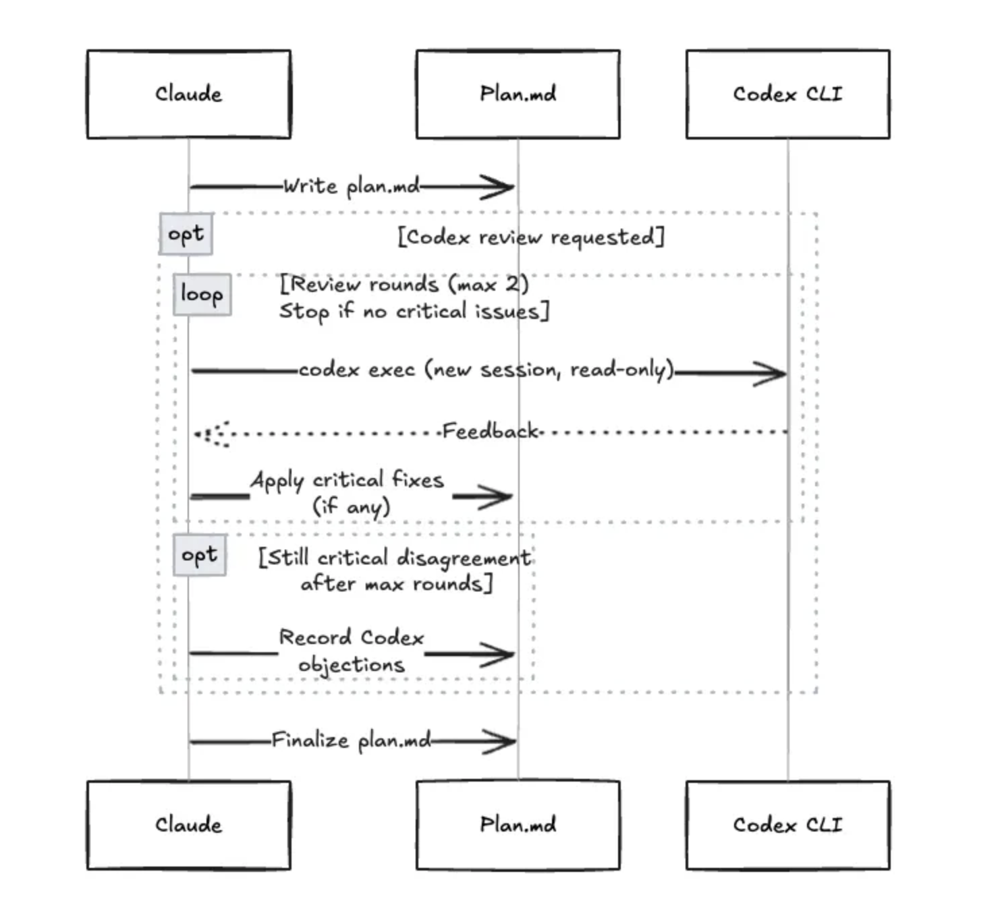 Claude
Plan.md
Codex CLI
Write plan.md
opt
[Codex review requested]
loop
[Review rounds (max 2)
Stop if no critical issues]
codex exec (new session, read-only)
Feedback
Apply critical fixes
(if any)
opt
[Still critical disagreement
after max rounds]
Record Codex
objections
Finalize plan.md
Claude
Plan.md
Codex CLI